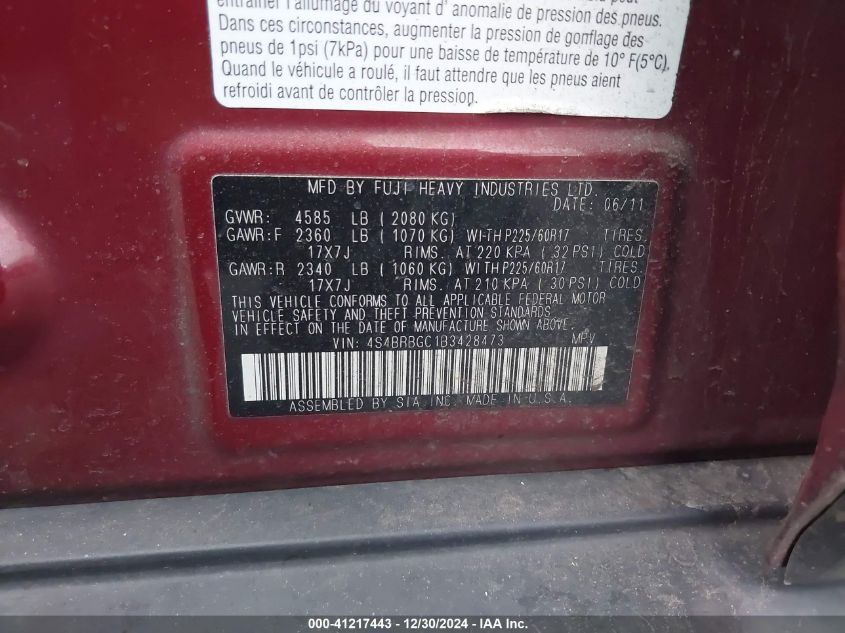 entraîner l'allumage du voyant d' anomalie de pression des pneus.
Dans ces circonstances, augmenter la pression de gonflage des
pneus de 1psi (7kPa) pour une baisse de température de 10° F(5°C).
Quand le véhicule a roulé, il faut attendre que les pneus aient
refroidi avant de contrôler la pression.
MFD BY FUJI HEAVY INDUSTRIES LTD.
DATE: 06/11
GVWR: 4585 LB ( 2080 KG)
GAWR:F 2360 LB ( 1070 KG) WITH P225/60R17 TIRES.
17X7J RIMS. AT 220 KPA ( 32 PSI) COLD
GAWR:R 2340 LB ( 1060 KG) WITH P225/60R17 TIRES.
17X7J RIMS. AT 210 KPA ( 30 PSI) COLD
THIS VEHICLE CONFORMS TO ALL APPLICABLE FEDERAL MOTOR
VEHICLE SAFETY AND THEFT PREVENTION STANDARDS
IN EFFECT ON THE DATE OF MANUFACTURE SHOWN ABOVE.
VIN: 4S4BRBGC1B3428473 MPV
ASSEMBLED BY SIA, INC. MADE IN U.S.A.
000-41217443 - 12/30/2024 - IAA Inc.